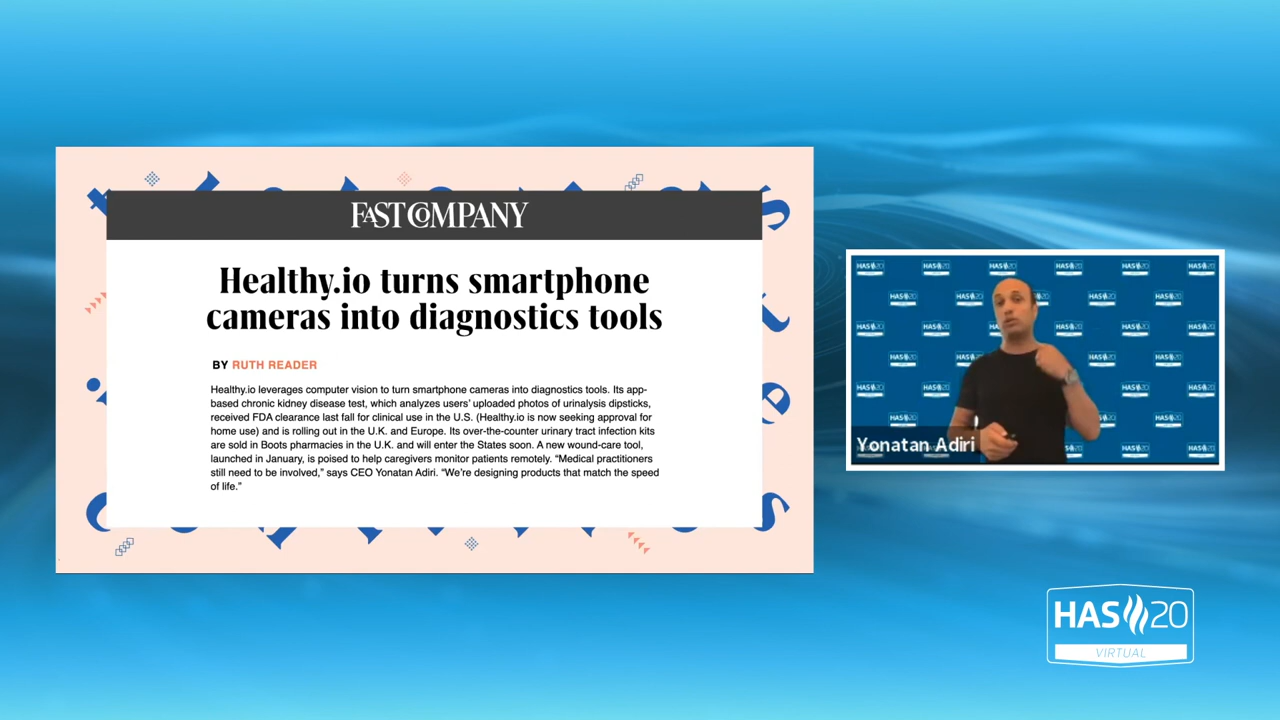 FAST COMPANY
Healthy.io turns smartphone
cameras into diagnostics tools
BY RUTH READER
Healthy.io leverages computer vision to turn smartphone cameras into diagnostics tools. Its app-
based chronic kidney disease test, which analyzes users’ uploaded photos of urinalysis dipsticks,
received FDA clearance last fall for clinical use in the U.S. (Healthy.io is now seeking approval for
home use) and is rolling out in the U.K. and Europe. Its over-the-counter urinary tract infection kits
are sold in Boots pharmacies in the U.K. and will enter the States soon. A new wound-care tool,
launched in January, is poised to help caregivers monitor patients remotely. “Medical practitioners
still need to be involved,” says CEO Yonatan Adiri. “We’re designing products that match the speed
of life.”
Yonatan Adiri
HAS 20
VIRTUAL